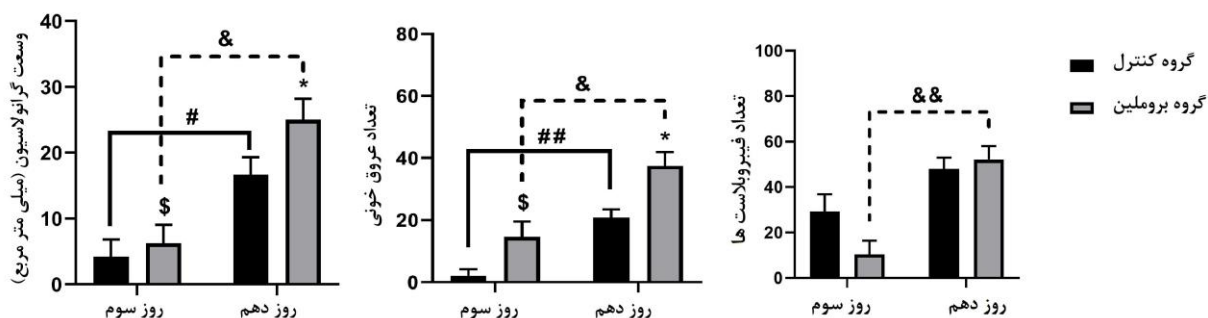 وسعت گرانولاسیون (میلی متر مربع)
40
30
20
10
0
&
#
*
$
روز سوم
روز دهم
تعداد عروق خونی
80
60
40
20
0
&
##
*
$
روز سوم
روز دهم
تعداد فیبروبلاست ها
100
80
60
40
20
0
&&
روز سوم
روز دهم
گروه کنترل
گروه بروملین